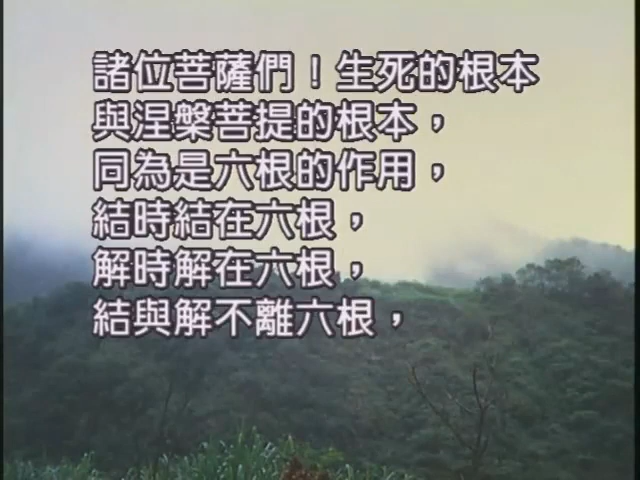 諸位菩薩們！生死的根本
與涅槃菩提的根本，
同為是六根的作用，
結時結在六根，
解時解在六根，
結與解不離六根，